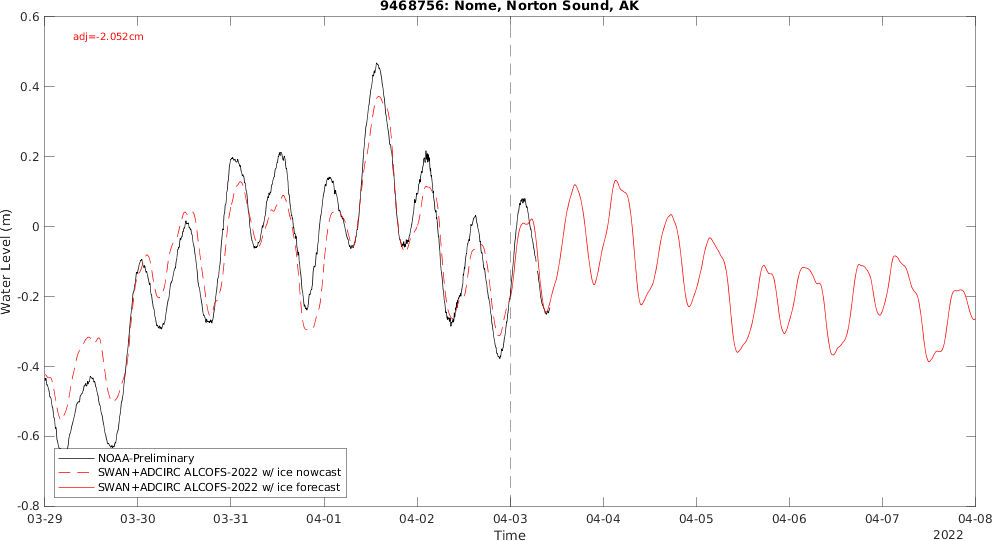 9468756: Nome, Norton Sound, AK
adj=-2.052cm
0.6
0.4
0.2
0
-0.2
-0.4
-0.6
-0.8
Water Level (m)
NOAA-Preliminary
SWAN+ADCIRC ALCOFS-2022 w/ ice nowcast
SWAN+ADCIRC ALCOFS-2022 w/ ice forecast
03-29 03-30 03-31 04-01 04-02 04-03 04-04 04-05 04-06 04-07 04-08
Time
2022